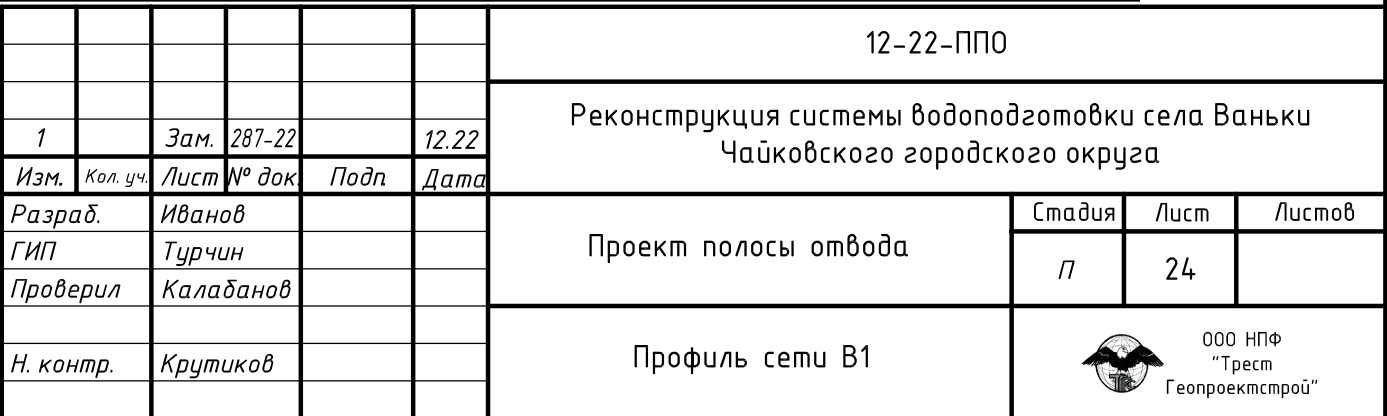 12-22-ППО
Реконструкция системы водоподготовки села Ваньки
Чайковского городского округа
1 Зам. 287-22 12.22
Изм. Кол. уч. Лист № док. Подп. Дата
Разраб. Иванов
ГИП Турчин
Проверил Калабанов
Н. контр. Крутиков
Проект полосы отвода
Стадия Лист Листов
П 24
Профиль сети В1
ООО НПФ
"Трест
Геопроектстрой"